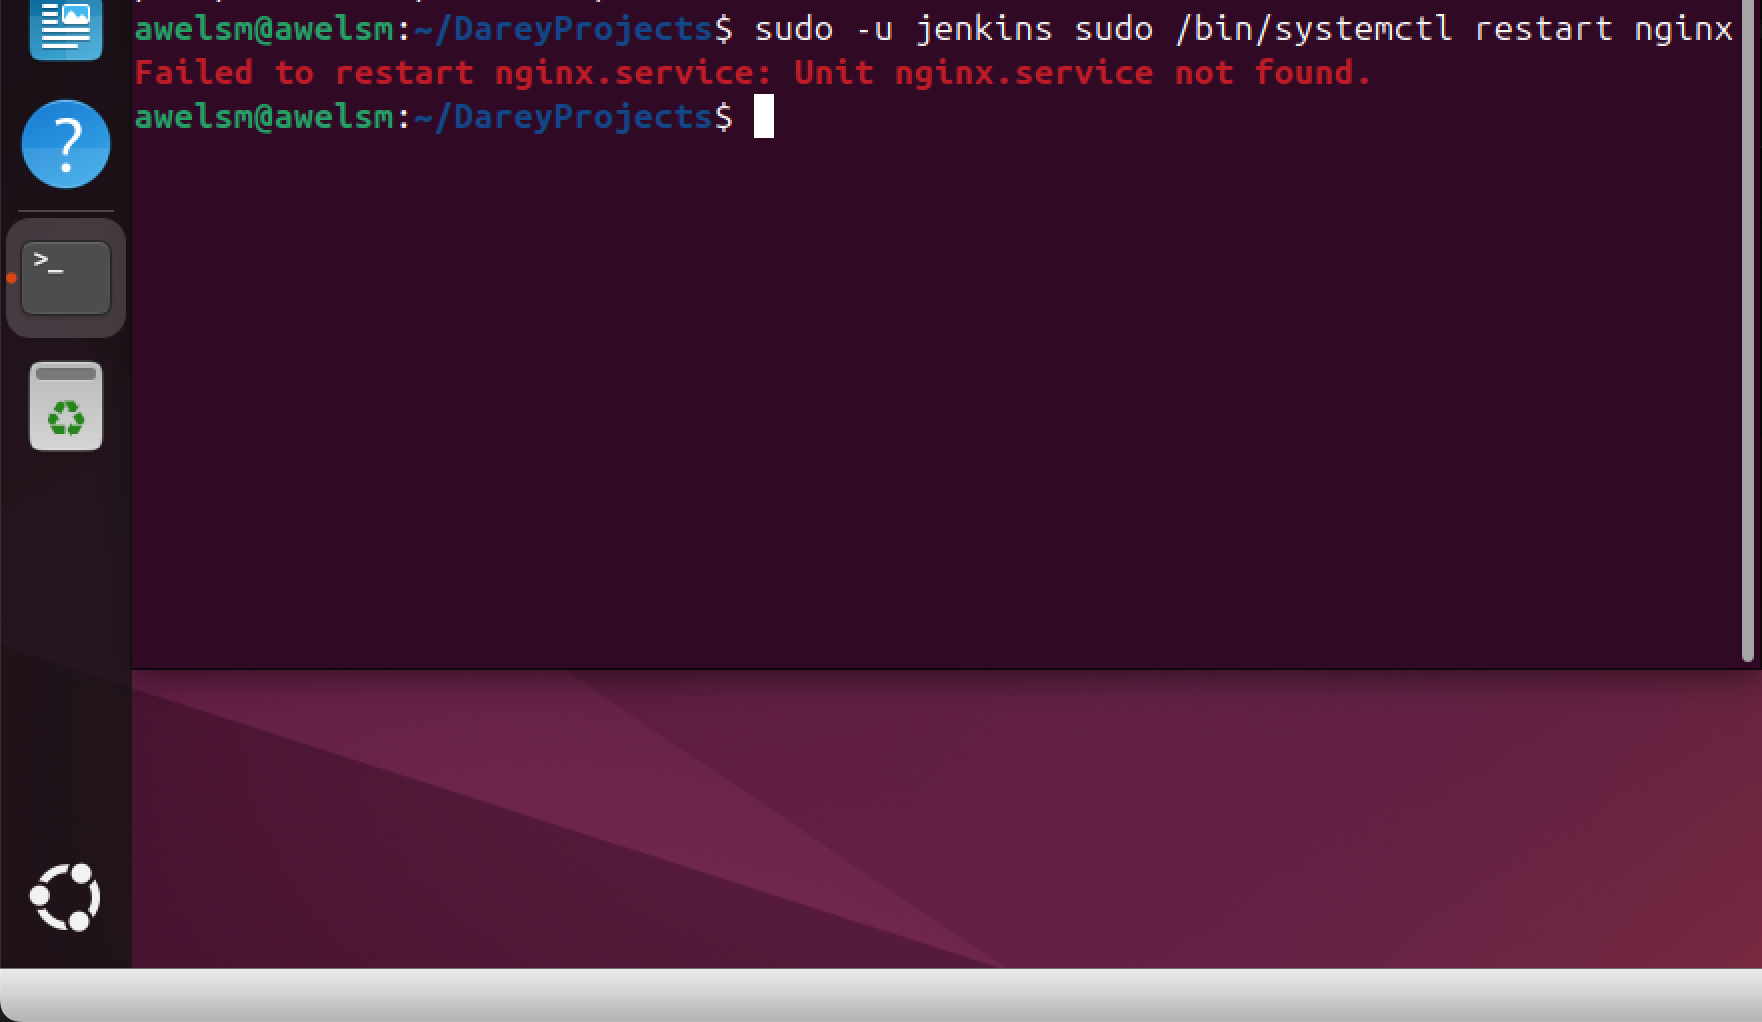 awelsm@awelsm:~/DareyProjects$ sudo -u jenkins sudo /bin/systemctl restart nginx
Failed to restart nginx.service: Unit nginx.service not found.
awelsm@awelsm:~/DareyProjects$
?
>_